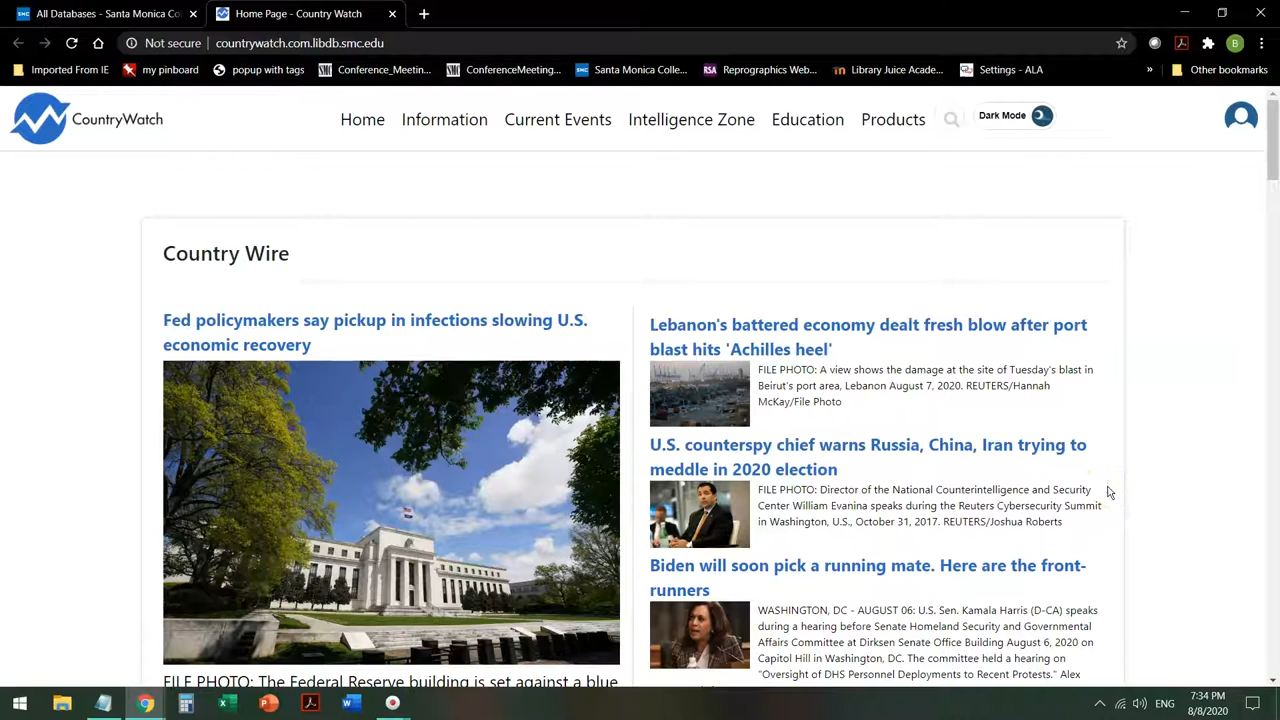 All Databases - Santa Monica Co
Home Page - Country Watch
Not secure
countrywatch.com.libdb.smc.edu
Imported From IE
my pinboard
popup with tags
Conference_Meetin...
ConferenceMeeting...
Santa Monica Colle...
Reprographics Web...
Library Juice Acade...
Settings - ALA
»
Other bookmarks
CountryWatch
Home
Information
Current Events
Intelligence Zone
Education
Products
Dark Mode
B
Country Wire
Fed policymakers say pickup in infections slowing U.S.
economic recovery
FILE PHOTO: The Federal Reserve building is set against a blue
Lebanon's battered economy dealt fresh blow after port
blast hits 'Achilles heel'
FILE PHOTO: A view shows the damage at the site of Tuesday's blast in
Beirut's port area, Lebanon August 7, 2020. REUTERS/Hannah
McKay/File Photo
U.S. counterspy chief warns Russia, China, Iran trying to
meddle in 2020 election
FILE PHOTO: Director of the National Counterintelligence and Security
Center William Evanina speaks during the Reuters Cybersecurity Summit
in Washington, U.S., October 31, 2017. REUTERS/Joshua Roberts
Biden will soon pick a running mate. Here are the front-
runners
WASHINGTON, DC - AUGUST 06: U.S. Sen. Kamala Harris (D-CA) speaks
during a hearing before Senate Homeland Security and Governmental
Affairs Committee at Dirksen Senate Office Building August 6, 2020 on
Capitol Hill in Washington, DC. The committee held a hearing on
"Oversight of DHS Personnel Deployments to Recent Protests." Alex
ENG
7:34 PM
8/8/2020